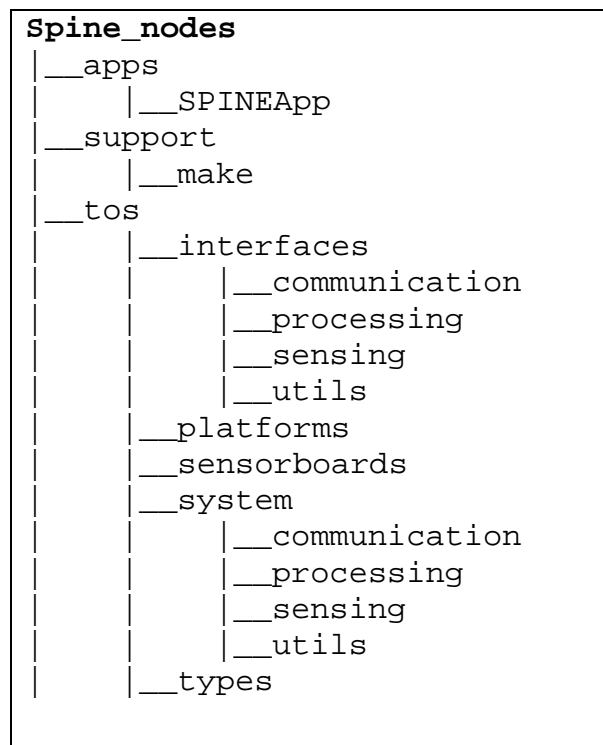 Spine_nodes
|__apps
|    |__SPINEApp
|__support
|    |__make
|__tos
|    |__interfaces
|    |    |__communication
|    |    |__processing
|    |    |__sensing
|    |    |__utils
|    |__platforms
|    |__sensorboards
|    |__system
|    |    |__communication
|    |    |__processing
|    |    |__sensing
|    |    |__utils
|    |__types